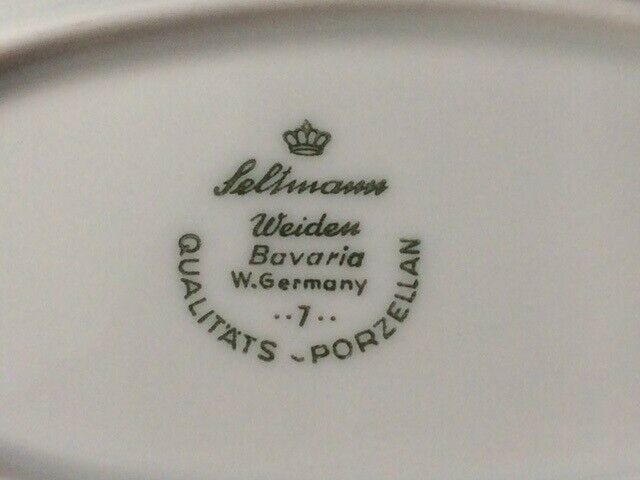 Seltmann
Weiden
Bavaria
W.Germany
..7..
QUALITÄTS - PORZELLAN